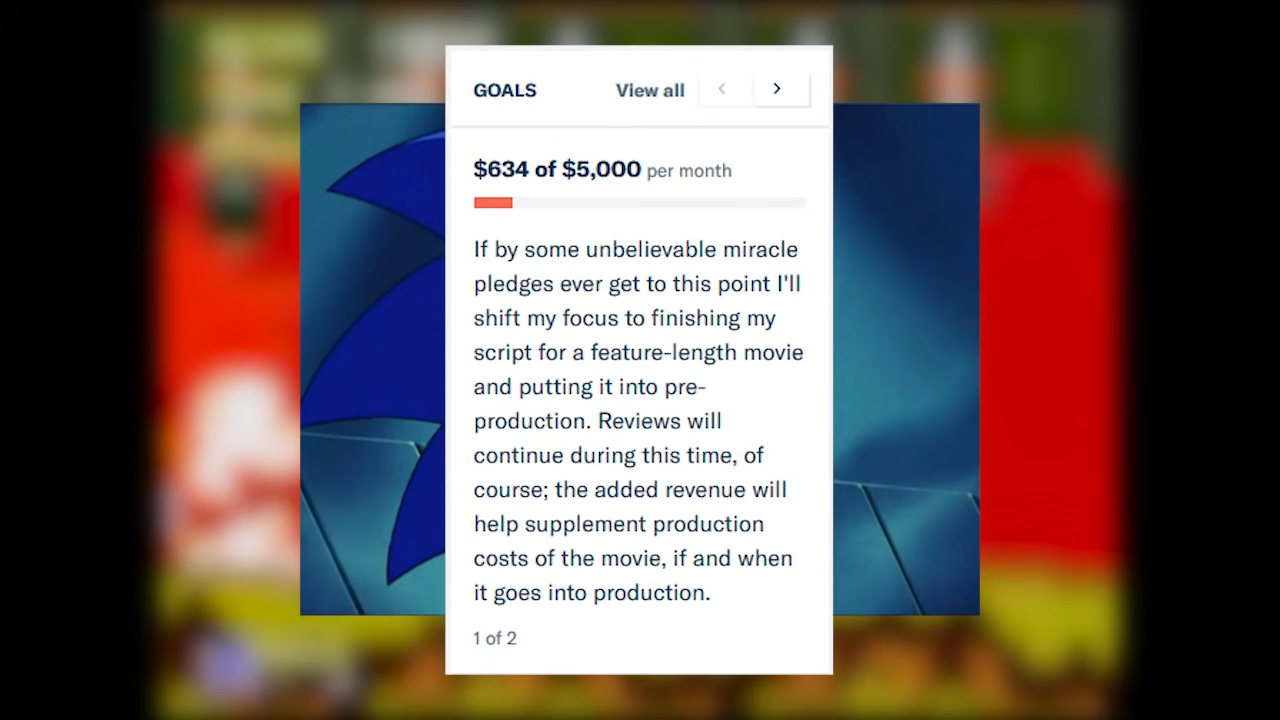 GOALS View all
$634 of $5,000 per month
If by some unbelievable miracle
pledges ever get to this point I'll
shift my focus to finishing my
script for a feature-length movie
and putting it into pre-
production. Reviews will
continue during this time, of
course; the added revenue will
help supplement production
costs of the movie, if and when
it goes into production.
1 of 2